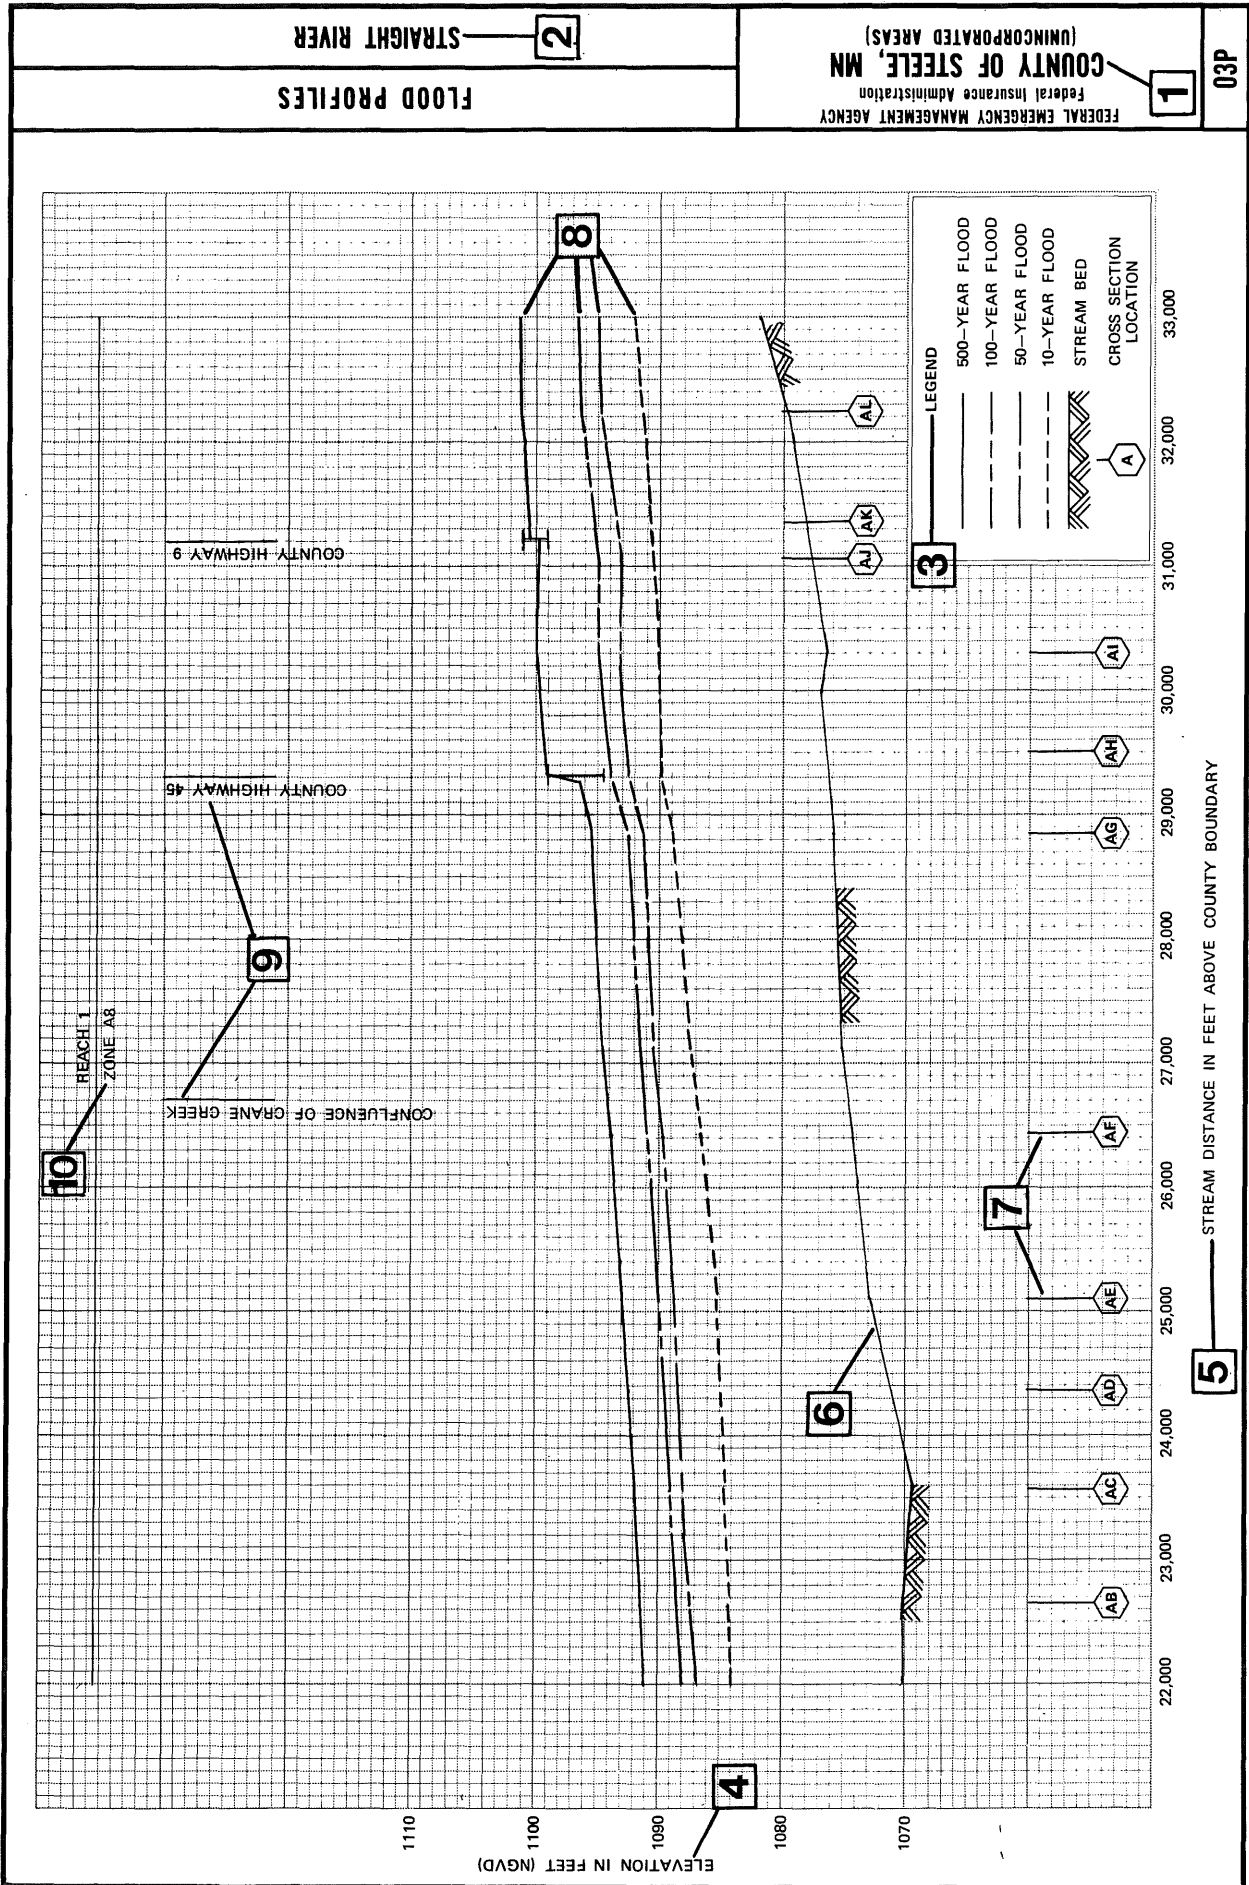 REACH 1
ZONE A8
10
CONFLUENCE OF CRANE CREEK
COUNTY HIGHWAY 45
COUNTY HIGHWAY 9
9
8
ELEVATION IN FEET (NGVD)
4
1110
1100
1090
1080
1070
6
7
AB
AC
AD
AE
AF
AG
AH
AI
AJ
AK
AL
22,000
23,000
24,000
25,000
26,000
27,000
28,000
29,000
30,000
31,000
32,000
33,000
5
STREAM DISTANCE IN FEET ABOVE COUNTY BOUNDARY
3
LEGEND
500-YEAR FLOOD
100-YEAR FLOOD
50-YEAR FLOOD
10-YEAR FLOOD
STREAM BED
A
CROSS SECTION
LOCATION
FLOOD PROFILES
STRAIGHT RIVER
2
FEDERAL EMERGENCY MANAGEMENT AGENCY
Federal Insurance Administration
COUNTY OF STEELE, MN
(UNINCORPORATED AREAS)
1
03P